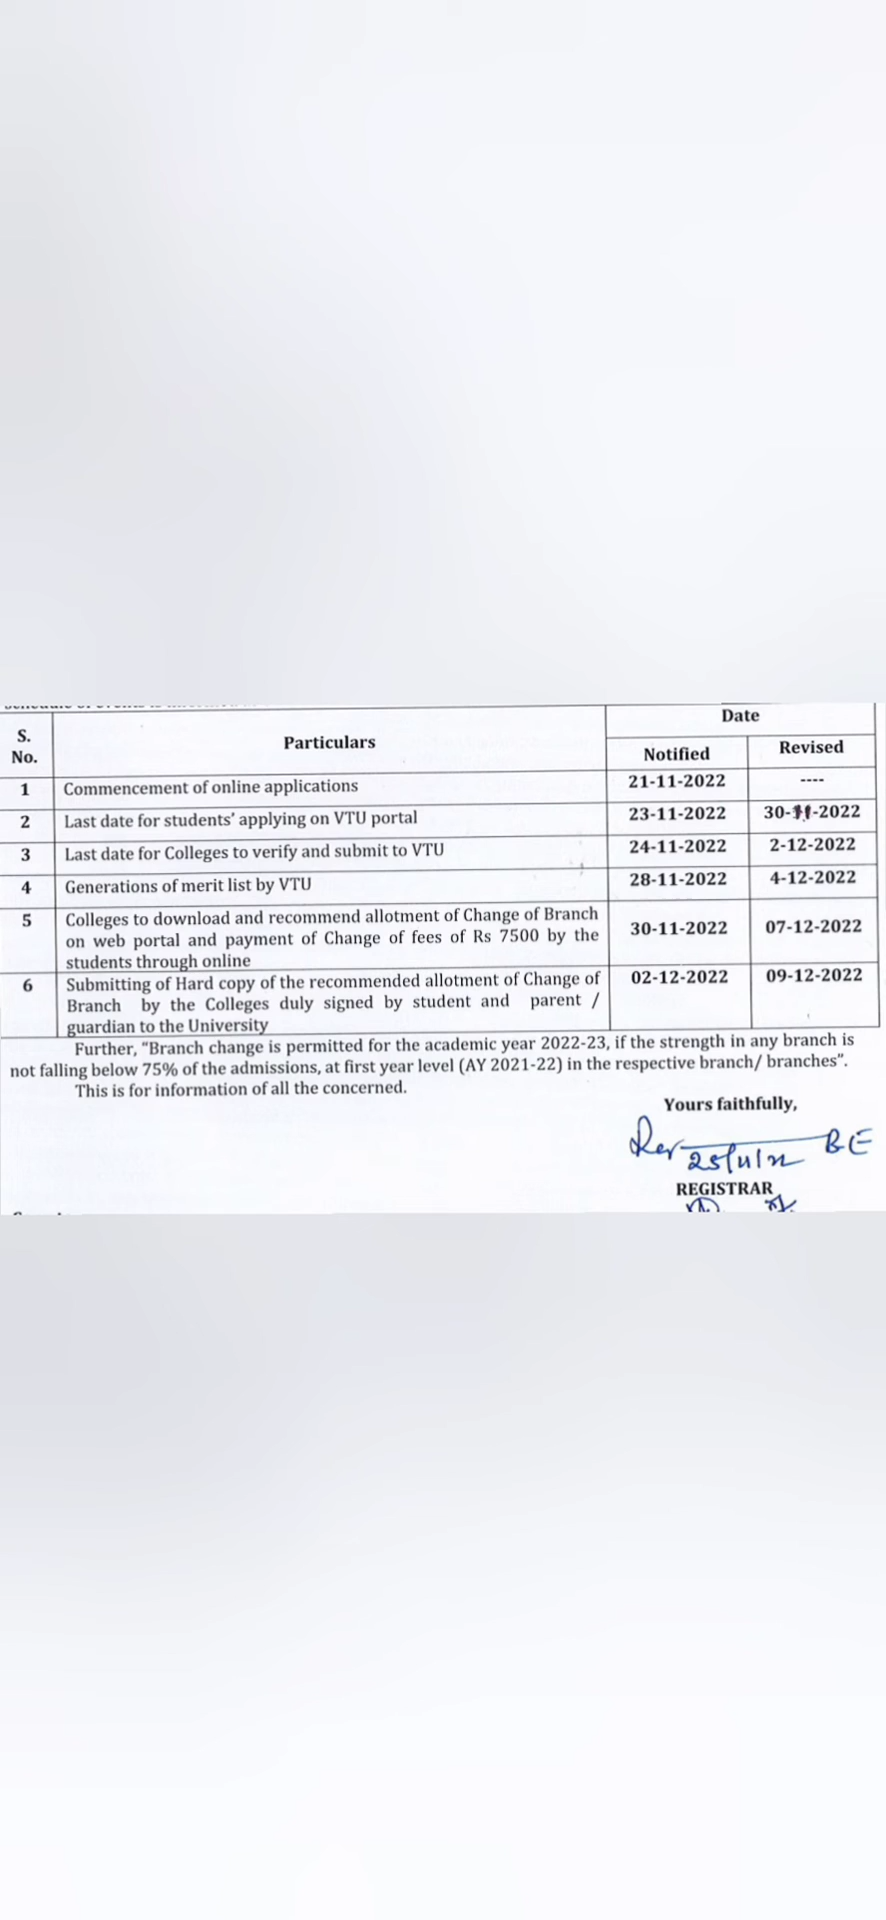 S.
No.
Particulars
Date
Notified
Revised
1 Commencement of online applications 21-11-2022 ----
2 Last date for students' applying on VTU portal 23-11-2022 30-11-2022
3 Last date for Colleges to verify and submit to VTU 24-11-2022 2-12-2022
4 Generations of merit list by VTU 28-11-2022 4-12-2022
5 Colleges to download and recommend allotment of Change of Branch
on web portal and payment of Change of fees of Rs 7500 by the
students through online
30-11-2022 07-12-2022
6 Submitting of Hard copy of the recommended allotment of Change of
Branch by the Colleges duly signed by student and parent /
guardian to the University
02-12-2022 09-12-2022
Further, "Branch change is permitted for the academic year 2022-23, if the strength in any branch is
not falling below 75% of the admissions, at first year level (AY 2021-22) in the respective branch/ branches".
This is for information of all the concerned.
Yours faithfully,
25/11/22
REGISTRAR